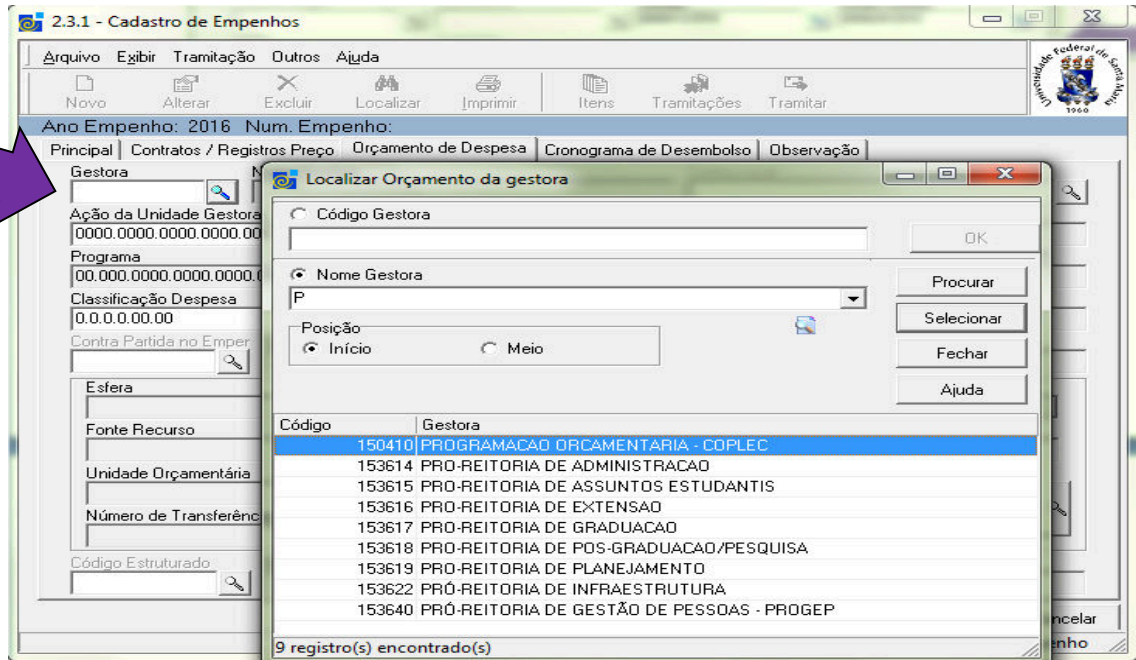 2.3.1 - Cadastro de Empenhos
Arquivo Exibir Tramitação Outros Ajuda
Novo Alterar Excluir Localizar Imprimir Itens Tramitações Tramitar
Universidade Federal de Santa Maria
1960
Ano Empenho: 2016 Num. Empenho:
Principal Contratos / Registros Preço Orçamento de Despesa Cronograma de Desembolso Observação
Gestora N
Ação da Unidade Gestora
0000.0000.0000.0000.00
Programa
00.000.0000.0000.0000.0
Classificação Despesa
0.0.0.0.00.00
Contra Partida no Emper
Esfera
Fonte Recurso
Unidade Orçamentária
Número de Transferênc
Código Estruturado
Localizar Orçamento da gestora
Código Gestora
OK
Nome Gestora
P
Procurar
Posição
Início Meio
Selecionar
Fechar
Ajuda
Código Gestora
150410 PROGRAMACAO ORCAMENTARIA - COPLEC
153614 PRO-REITORIA DE ADMINISTRACAO
153615 PRO-REITORIA DE ASSUNTOS ESTUDANTIS
153616 PRO-REITORIA DE EXTENSAO
153617 PRO-REITORIA DE GRADUACAO
153618 PRO-REITORIA DE POS-GRADUACAO/PESQUISA
153619 PRO-REITORIA DE PLANEJAMENTO
153622 PRÓ-REITORIA DE INFRAESTRUTURA
153640 PRÓ-REITORIA DE GESTÃO DE PESSOAS - PROGEP
9 registro(s) encontrado(s)
ncelar
enho